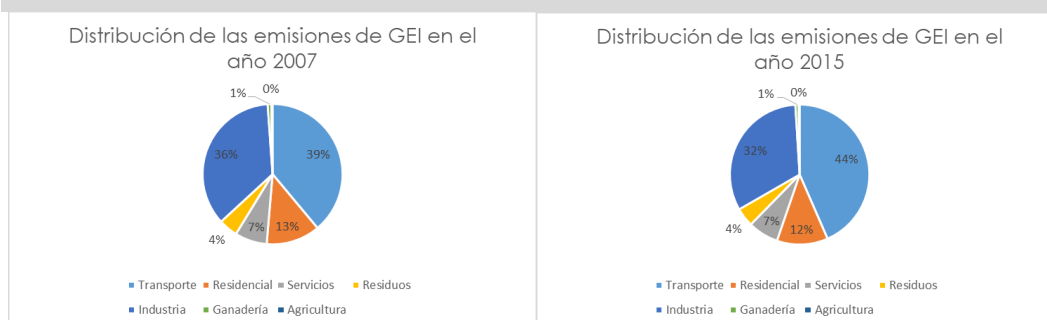 Distribución de las emisiones de GEI en el
año 2007
1% 0%
36% 39%
7% 13%
4%
Transporte Residencial Servicios Residuos
Industria Ganadería Agricultura
Distribución de las emisiones de GEI en el
año 2015
1% 0%
32% 44%
4% 7% 12%
Transporte Residencial Servicios Residuos
Industria Ganadería Agricultura